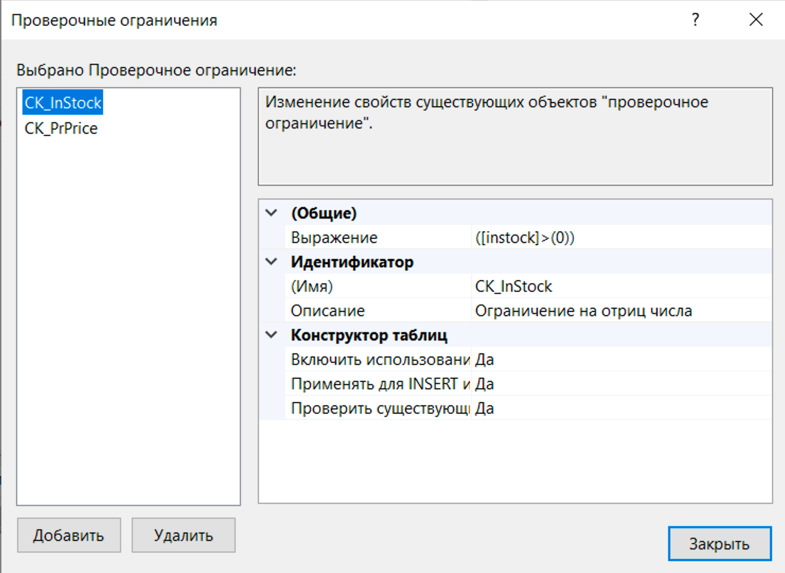 Проверочные ограничения
?
Выбрано Проверочное ограничение:
CK_InStock
CK_PrPrice
Изменение свойств существующих объектов "проверочное
ограничение".
(Общие)
Выражение ([instock]>(0))
Идентификатор
(Имя) CK_InStock
Описание Ограничение на отриц числа
Конструктор таблиц
Включить использовани Да
Применять для INSERT и Да
Проверить существующ Да
Добавить Удалить
Закрыть